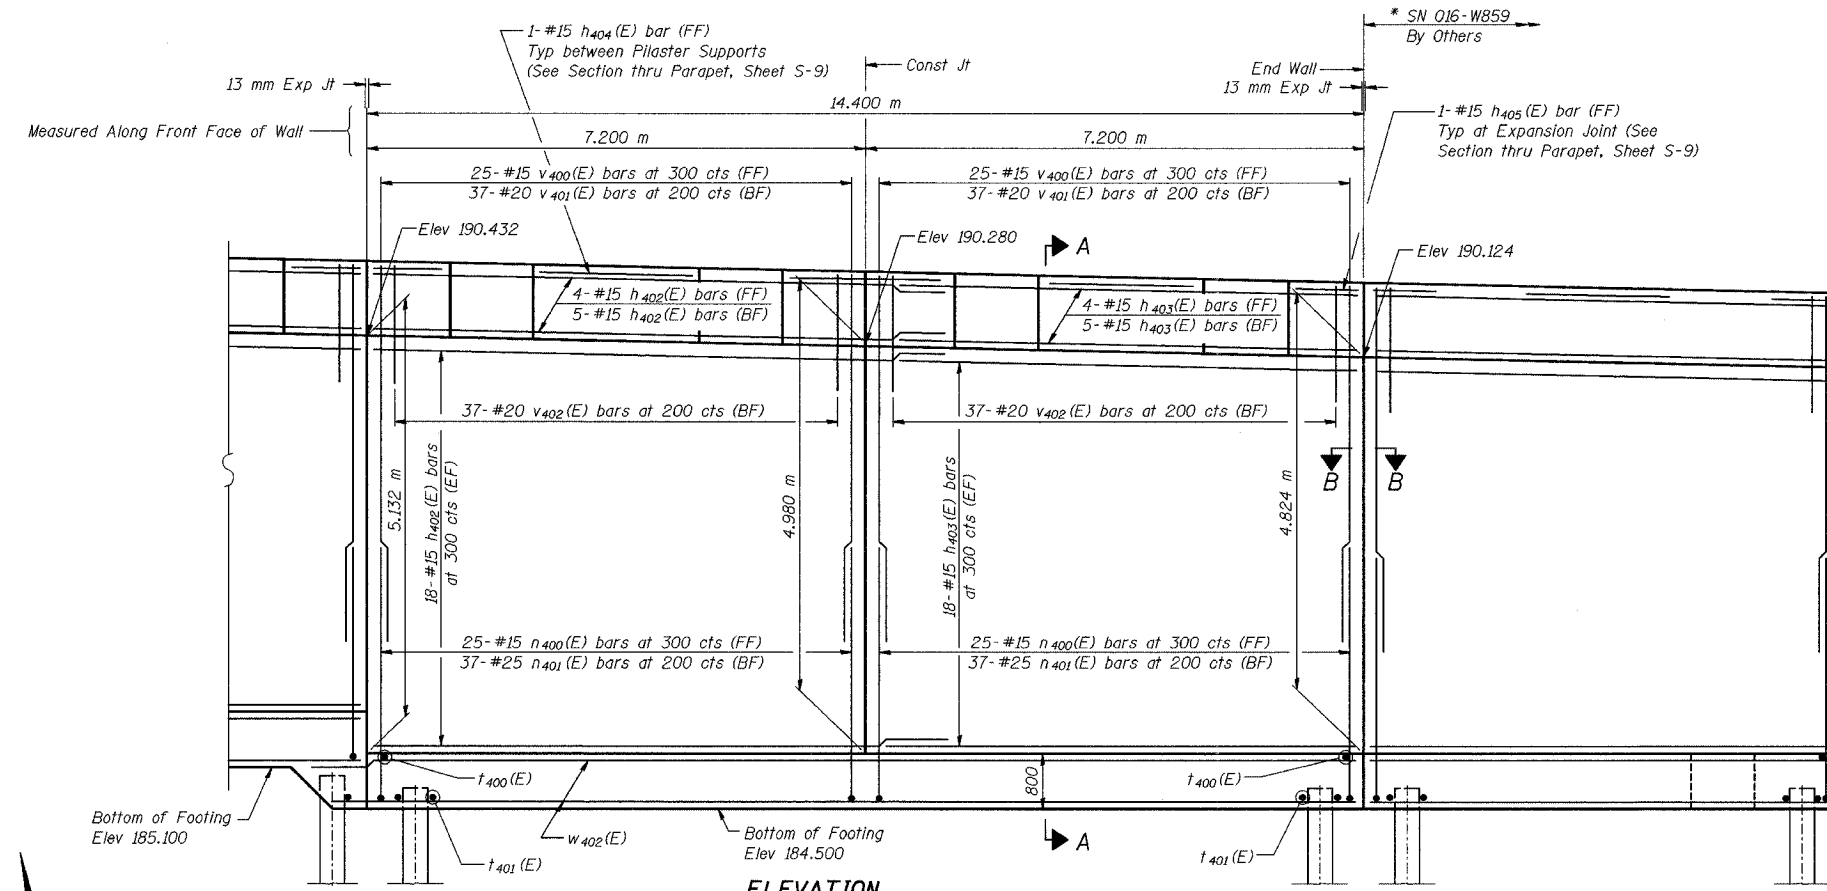 * SN 016-W859
By Others
1-#15 h404(E) bar (FF)
Typ between Pilaster Supports
(See Section thru Parapet, Sheet S-9)
Const Jt
End Wall
13 mm Exp Jt
13 mm Exp Jt
14.400 m
1-#15 h405(E) bar (FF)
Typ at Expansion Joint (See
Section thru Parapet, Sheet S-9)
Measured Along Front Face of Wall
7.200 m
7.200 m
25-#15 v400(E) bars at 300 cts (FF)
37-#20 v401(E) bars at 200 cts (BF)
25-#15 v400(E) bars at 300 cts (FF)
37-#20 v401(E) bars at 200 cts (BF)
Elev 190.432
Elev 190.280
A
Elev 190.124
4-#15 h402(E) bars (FF)
5-#15 h402(E) bars (BF)
4-#15 h403(E) bars (FF)
5-#15 h403(E) bars (BF)
37-#20 v402(E) bars at 200 cts (BF)
37-#20 v402(E) bars at 200 cts (BF)
B
B
5.132 m
18-#15 h402(E) bars
at 300 cts (EF)
4.980 m
18-#15 h403(E) bars
at 300 cts (EF)
4.824 m
25-#15 n400(E) bars at 300 cts (FF)
37-#25 n401(E) bars at 200 cts (BF)
25-#15 n400(E) bars at 300 cts (FF)
37-#25 n401(E) bars at 200 cts (BF)
t400(E)
800
t400(E)
Bottom of Footing
Elev 185.100
t401(E)
w402(E)
Bottom of Footing
Elev 184.500
A
t401(E)
ELEVATION